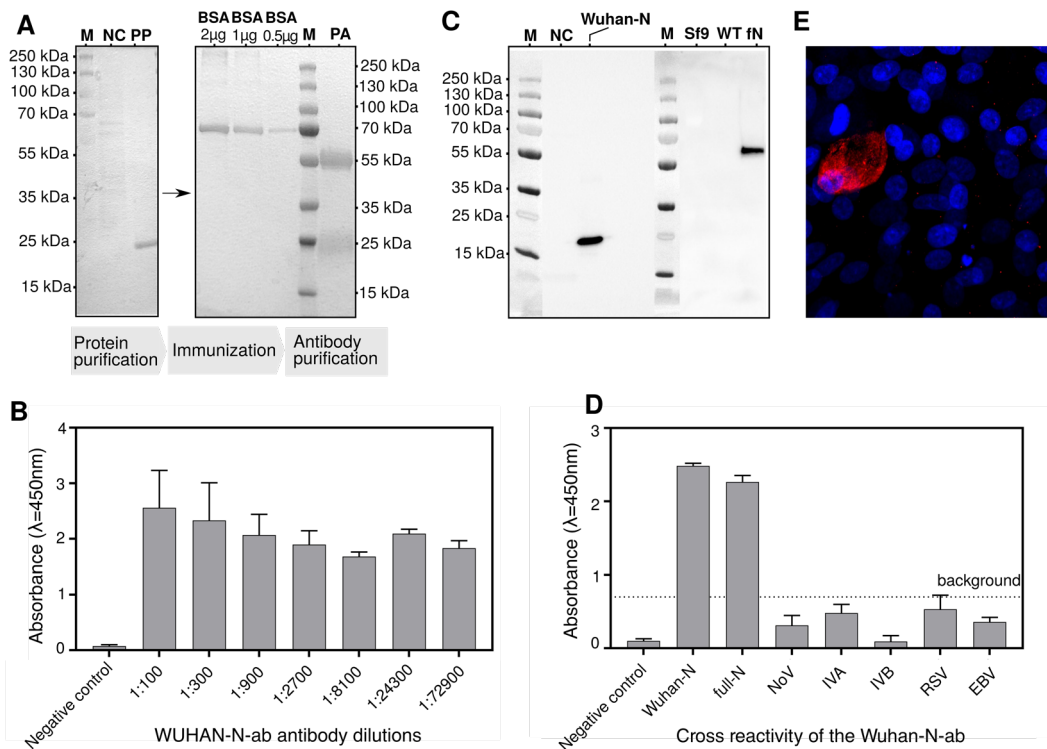 A
M NC PP
250 kDa
130 kDa
100 kDa
70 kDa
55 kDa
35 kDa
25 kDa
15 kDa
BSA BSA BSA
2µg 1µg 0.5µg M PA
250 kDa
130 kDa
100 kDa
70 kDa
55 kDa
35 kDa
25 kDa
15 kDa
Protein
purification
Immunization
Antibody
purification
C
M NC Wuhan-N M Sf9 WT fN
250 kDa
130 kDa
100 kDa
70 kDa
55 kDa
35 kDa
25 kDa
15 kDa
E
B
Absorbance (λ=450nm)
4
3
2
1
0
Negative control
1:100
1:300
1:900
1:2700
1:8100
1:24300
1:72900
WUHAN-N-ab antibody dilutions
D
Absorbance (λ=450nm)
3
2
1
0
background
Negative control
Wuhan-N
full-N
NoV
IVA
IVB
RSV
EBV
Cross reactivity of the Wuhan-N-ab